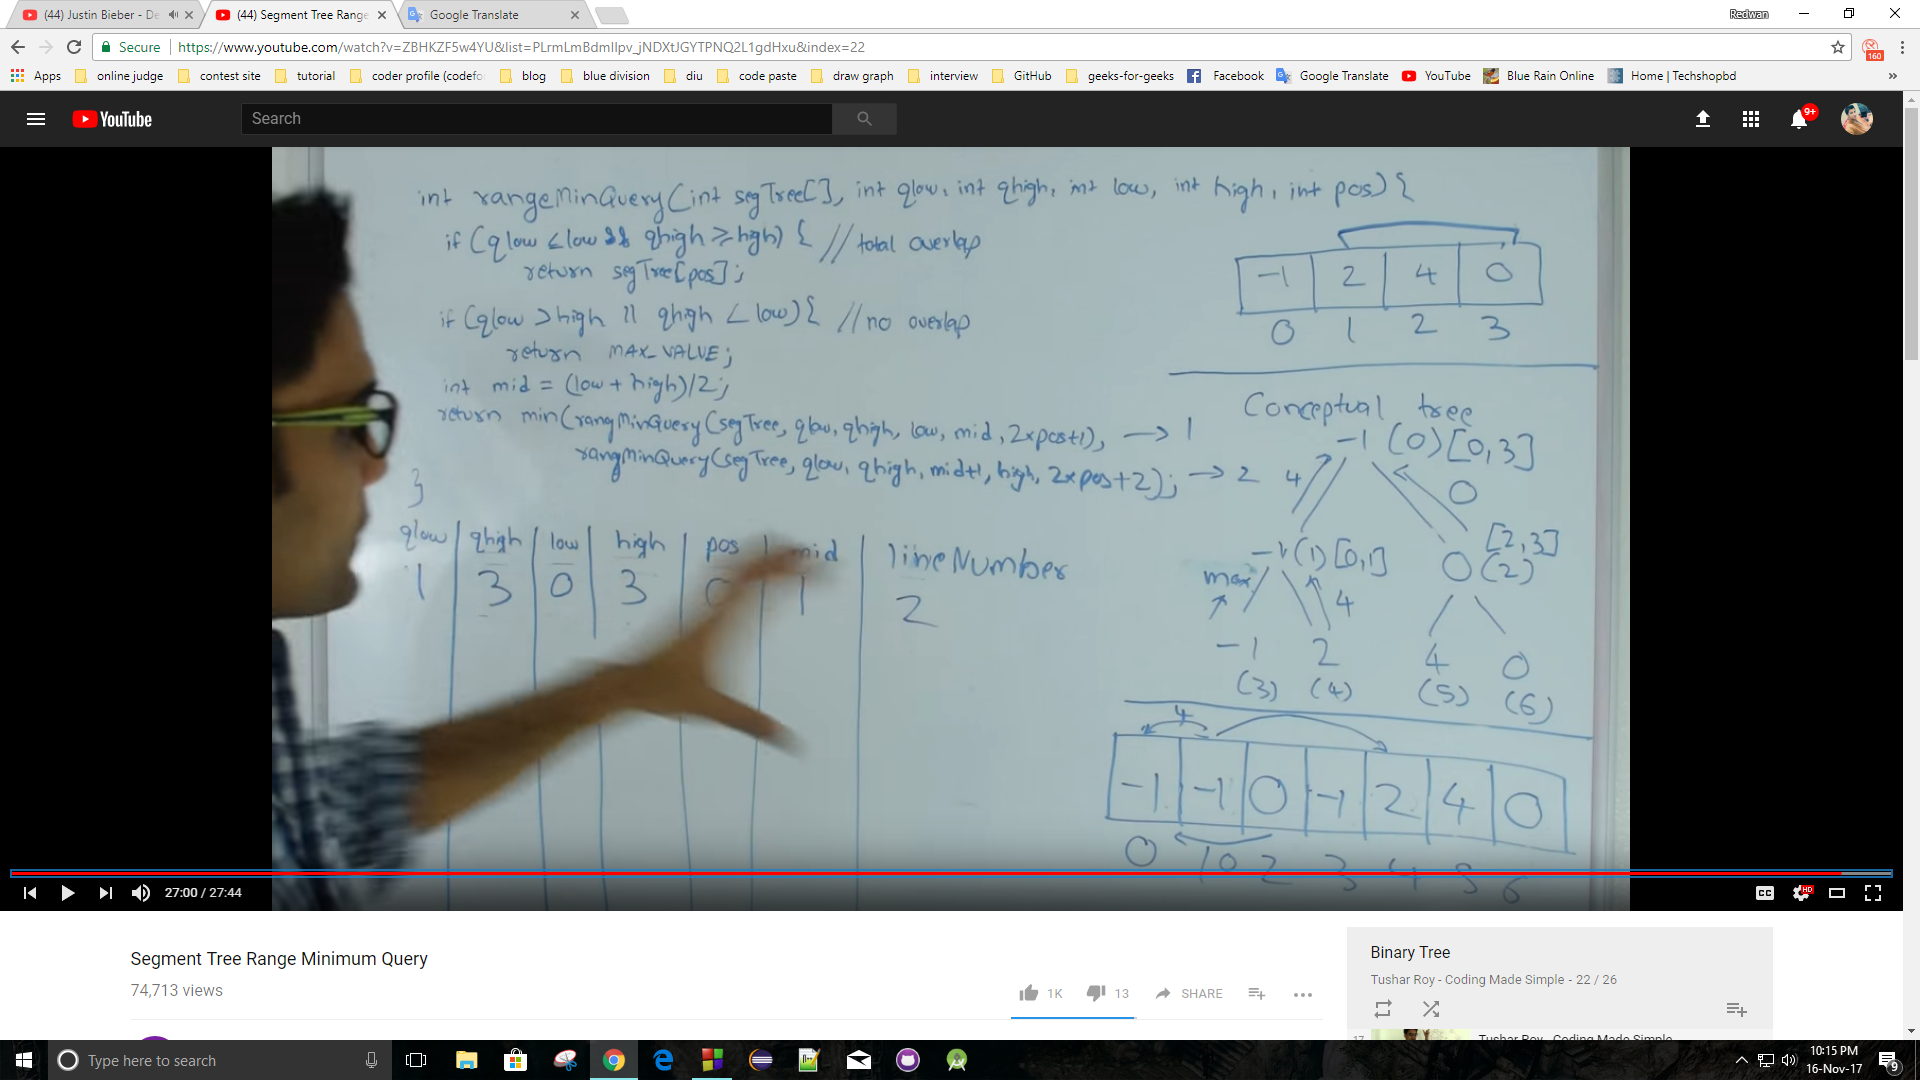 (44) Justin Bieber - De
(44) Segment Tree Range
Google Translate
Redwan
Secure
https://www.youtube.com/watch?v=ZBHKZF5w4YU&list=PLrmLmBdmIlpv_jNDXtJGYTPNQ2L1gdHxu&index=22
160
Apps
online judge
contest site
tutorial
coder profile (codefo
blog
blue division
diu
code paste
draw graph
interview
GitHub
geeks-for-geeks
Facebook
Google Translate
YouTube
Blue Rain Online
Home | Techshopbd
»
YouTube
Search
9+
int rangeMinQuery(int segTree[], int qlow, int qhigh, int low, int high, int pos) {
if (qlow ≤ low && qhigh ≥ high) { // total overlap
return segTree[pos];
if (qlow > high || qhigh < low) { // no overlap
return MAX_VALUE;
int mid = (low + high)/2;
return min(rangMinQuery(segTree, qlow, qhigh, low, mid, 2xpos+1), → 1
rangMinQuery(segTree, qlow, qhigh, mid+1, high, 2xpos+2); → 2
}
qlow qhigh low high pos mid lineNumber
1 3 0 3 0 1 2
-1 2 4 0
0 1 2 3
Conceptual tree
-1 (0) [0,3]
4
0
-1 (1) [0,1]
0 [2,3]
(2)
max
4
-1 2 4 0
(3) (4) (5) (6)
4
-1 -1 0 -1 2 4 0
0 1 0 2 3 4 5 6
27:00 / 27:44
CC
HD
Segment Tree Range Minimum Query
74,713 views
1K
13
SHARE
Binary Tree
Tushar Roy - Coding Made Simple - 22 / 26
17
Tushar Roy - Coding Made Simple
Type here to search
10:15 PM
16-Nov-17
9